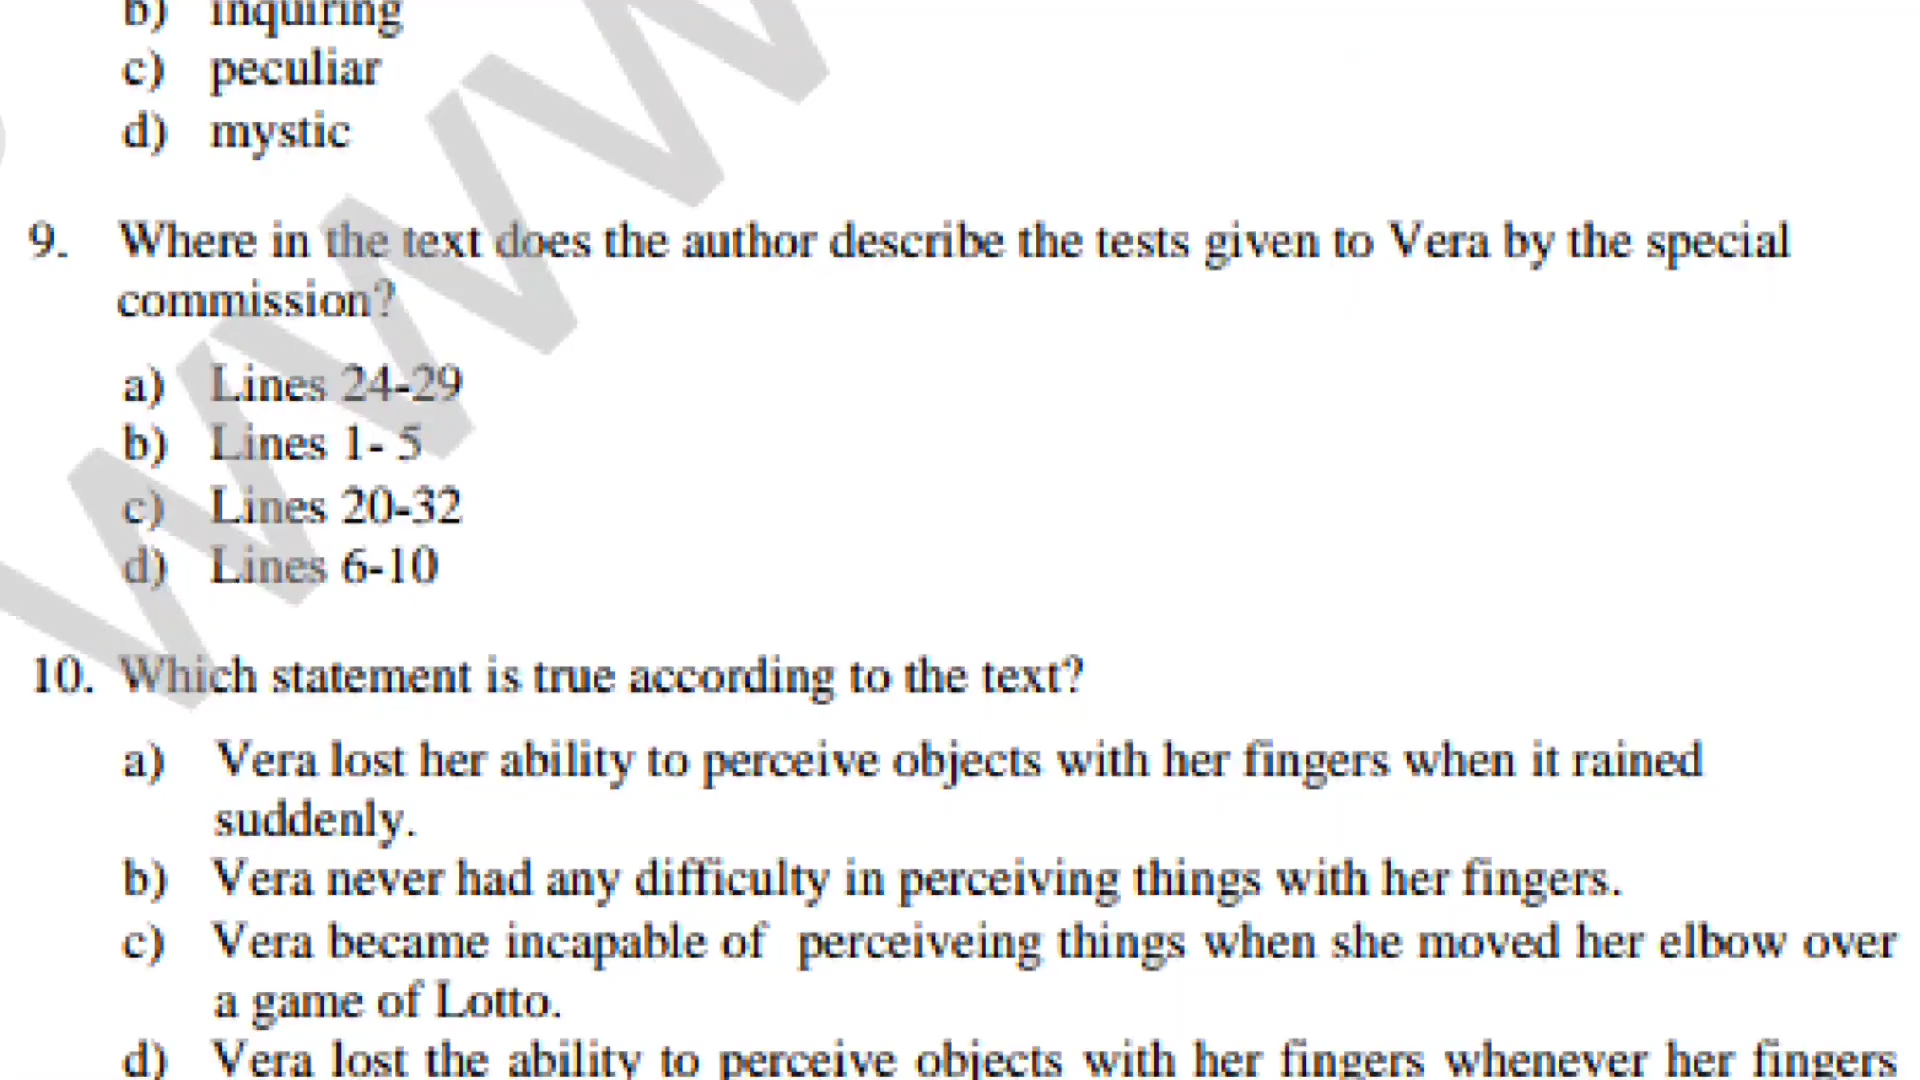 b) inquiring
c) peculiar
d) mystic
9. Where in the text does the author describe the tests given to Vera by the special
commission?
a) Lines 24-29
b) Lines 1- 5
c) Lines 20-32
d) Lines 6-10
10. Which statement is true according to the text?
a) Vera lost her ability to perceive objects with her fingers when it rained
suddenly.
b) Vera never had any difficulty in perceiving things with her fingers.
c) Vera became incapable of perceiveing things when she moved her elbow over
a game of Lotto.
d) Vera lost the ability to perceive objects with her fingers whenever her fingers